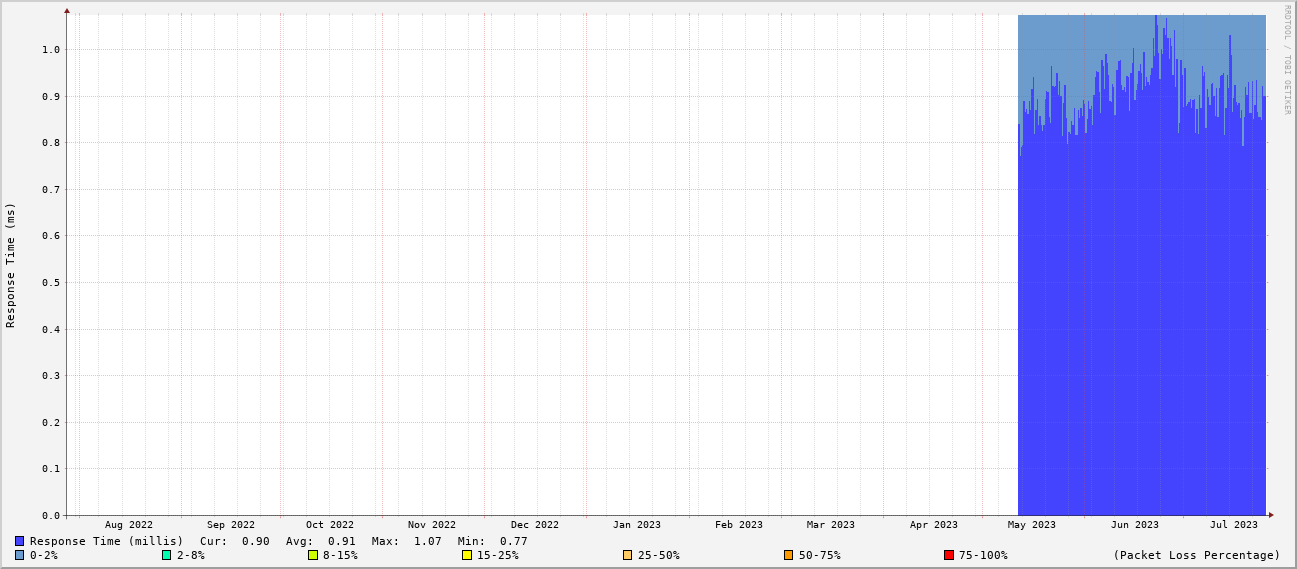 RRDTOOL / TOBI OETIKER
Response Time (ms)
1.0
0.9
0.8
0.7
0.6
0.5
0.4
0.3
0.2
0.1
0.0
Aug 2022 Sep 2022 Oct 2022 Nov 2022 Dec 2022 Jan 2023 Feb 2023 Mar 2023 Apr 2023 May 2023 Jun 2023 Jul 2023
Response Time (millis) Cur: 0.90 Avg: 0.91 Max: 1.07 Min: 0.77
0-2% 2-8% 8-15% 15-25% 25-50% 50-75% 75-100% (Packet Loss Percentage)